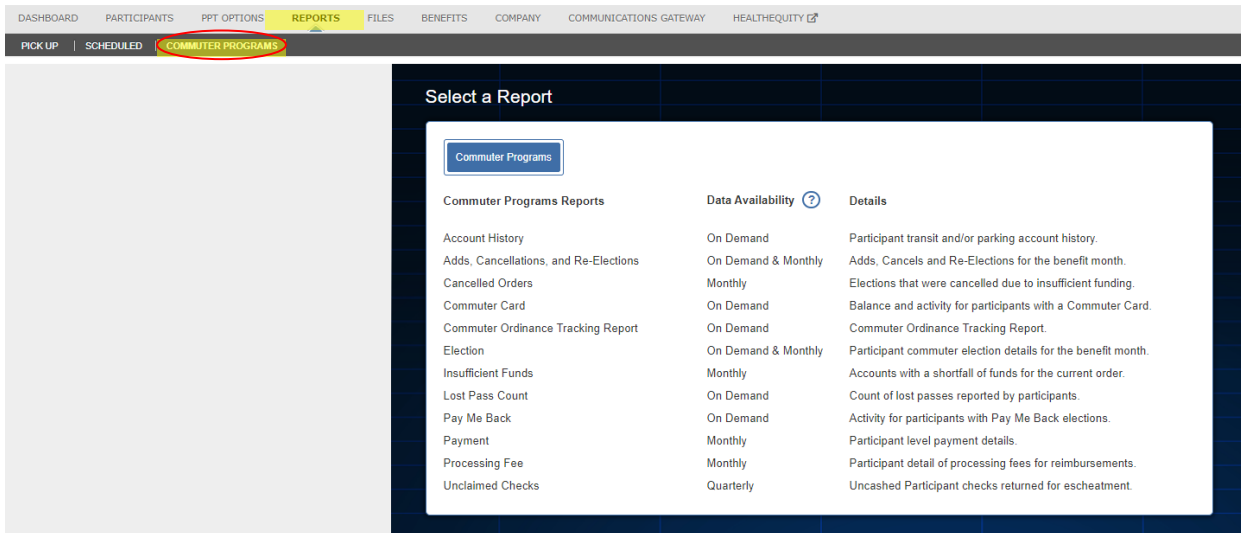 DASHBOARD PARTICIPANTS PPT OPTIONS REPORTS FILES BENEFITS COMPANY COMMUNICATIONS GATEWAY HEALTHEQUITY
PICK UP | SCHEDULED | COMMUTER PROGRAMS
Select a Report
Commuter Programs
Commuter Programs Reports Data Availability ? Details
Account History On Demand Participant transit and/or parking account history.
Adds, Cancellations, and Re-Elections On Demand & Monthly Adds, Cancels and Re-Elections for the benefit month.
Cancelled Orders Monthly Elections that were cancelled due to insufficient funding.
Commuter Card On Demand Balance and activity for participants with a Commuter Card.
Commuter Ordinance Tracking Report On Demand Commuter Ordinance Tracking Report.
Election On Demand & Monthly Participant commuter election details for the benefit month.
Insufficient Funds Monthly Accounts with a shortfall of funds for the current order.
Lost Pass Count On Demand Count of lost passes reported by participants.
Pay Me Back On Demand Activity for participants with Pay Me Back elections.
Payment Monthly Participant level payment details.
Processing Fee Monthly Participant detail of processing fees for reimbursements.
Unclaimed Checks Quarterly Uncashed Participant checks returned for escheatment.